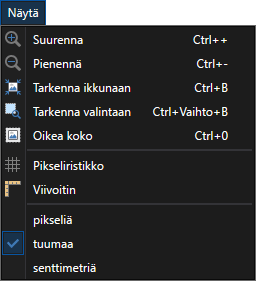 Näytä
Suurenna Ctrl++
Pienennä Ctrl+-
Tarkenna ikkunaan Ctrl+B
Tarkenna valintaan Ctrl+Vaihto+B
Oikea koko Ctrl+0
Pikseliristikko
Viivoitin
pikseliä
tuumaa
senttimetriä